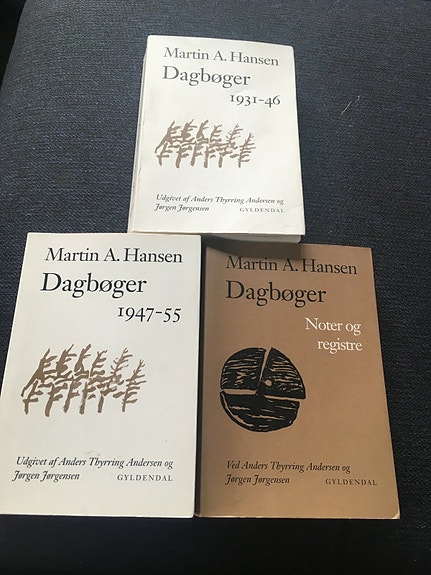 Martin A. Hansen
Dagbøger
1931-46
Udgivet af Anders Thyrring Andersen og
Jørgen Jørgensen GYLDENDAL
Martin A. Hansen
Dagbøger
1947-55
Udgivet af Anders Thyrring Andersen og
Jørgen Jørgensen GYLDENDAL
Martin A. Hansen
Dagbøger
Noter og
registre
Ved Anders Thyrring Andersen og
Jørgen Jørgensen GYLDENDAL